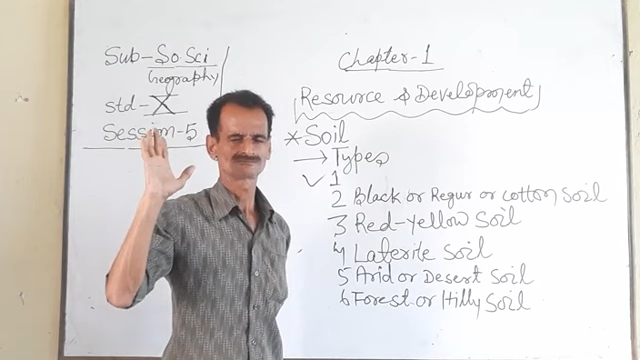 Sub-So Sci
Geography
std-X
Session-5
Chapter-1
Resource & Development
*Soil
→Types
✓ 1
2 Black or Regur or cotton Soil
3 Red-yellow Soil
4 Laterite Soil
5 Arid or Desert Soil
6 Forest or Hilly Soil